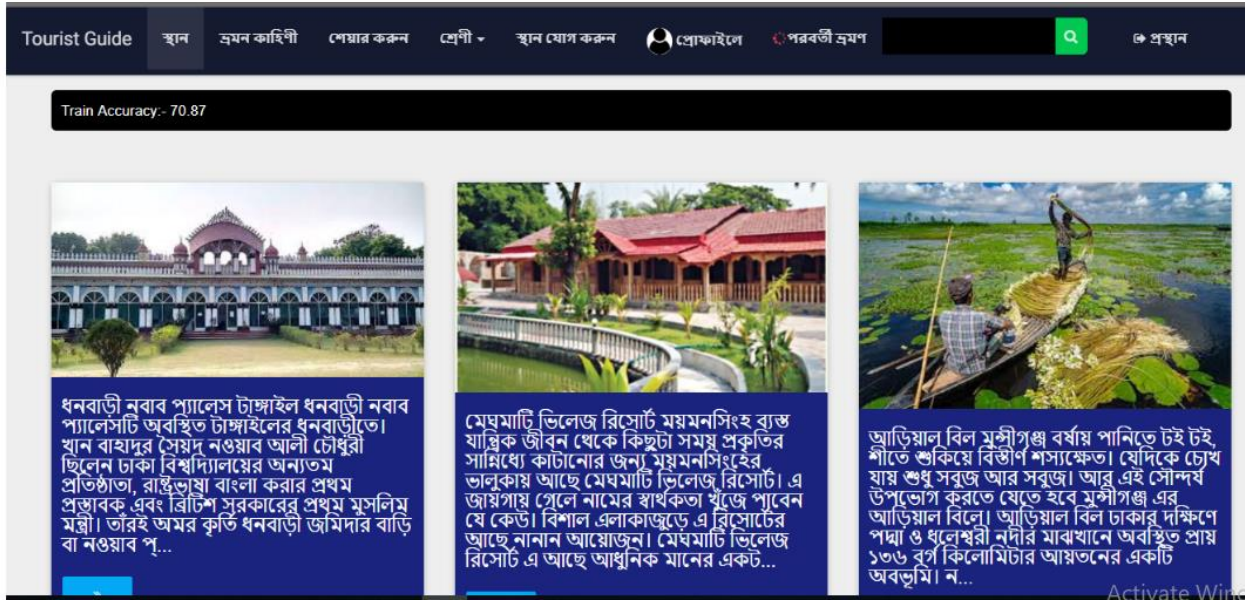 Tourist Guide স্থান ভ্রমন কাহিণী শেয়ার করুন শ্রেণী স্থান যোগ করুন প্রোফাইলে পরবর্তী ভ্রমণ প্রস্থান
Train Accuracy:- 70.87
ধনবাড়ী নবাব প্যালেস টাঙ্গাইল ধনবাড়ী নবাব
প্যালেসটি অবস্থিত টাঙ্গাইলের ধনবাড়ীতে।
খান বাহাদুর সৈয়দ নওয়াব আলী চৌধুরী
ছিলেন ঢাকা বিশ্বদ্যিালয়ের অন্যতম
প্রতিষ্ঠাতা, রাষ্ট্রভাষা বাংলা করার প্রথম
প্রস্তাবক এবং ব্রিটিশ সরকারের প্রথম মুসলিম
মন্ত্রী। তাঁরই অমর কৃর্তি ধনবাড়ী জমিদার বাড়ি
বা নওয়াব প্...
মেঘমাটি ভিলেজ রিসোর্ট ময়মনসিংহ ব্যস্ত
যান্ত্রিক জীবন থেকে কিছুটা সময় প্রকৃতির
সান্নিধ্যে কাটানোর জন্য ময়মনসিংহের
ভালুকায় আছে মেঘমাটি ভিলেজ রিসোর্ট। এ
জায়গায় গেলে নামের স্বার্থকতা খুঁজে পাবেন
যে কেউ। বিশাল এলাকাজুড়ে এ রিসোর্টের
আছে নানান আয়োজন। মেঘমাটি ভিলেজ
রিসোর্ট এ আছে আধুনিক মানের একট...
আড়িয়াল বিল মুন্সীগঞ্জ বর্ষায় পানিতে টই টই,
শীতে শুকিয়ে বিস্তীর্ণ শস্যক্ষেত। যেদিকে চোখ
যায় শুধু সবুজ আর সবুজ। আর এই সৌন্দর্য
উপভোগ করতে যেতে হবে মুন্সীগঞ্জ এর
আড়িয়াল বিলে। আড়িয়াল বিল ঢাকার দক্ষিণে
পদ্মা ও ধলেশ্বরী নদীর মাঝখানে অবস্থিত প্রায়
১৩৬ বর্গ কিলোমিটার আয়তনের একটি
অবভূমি। ন...